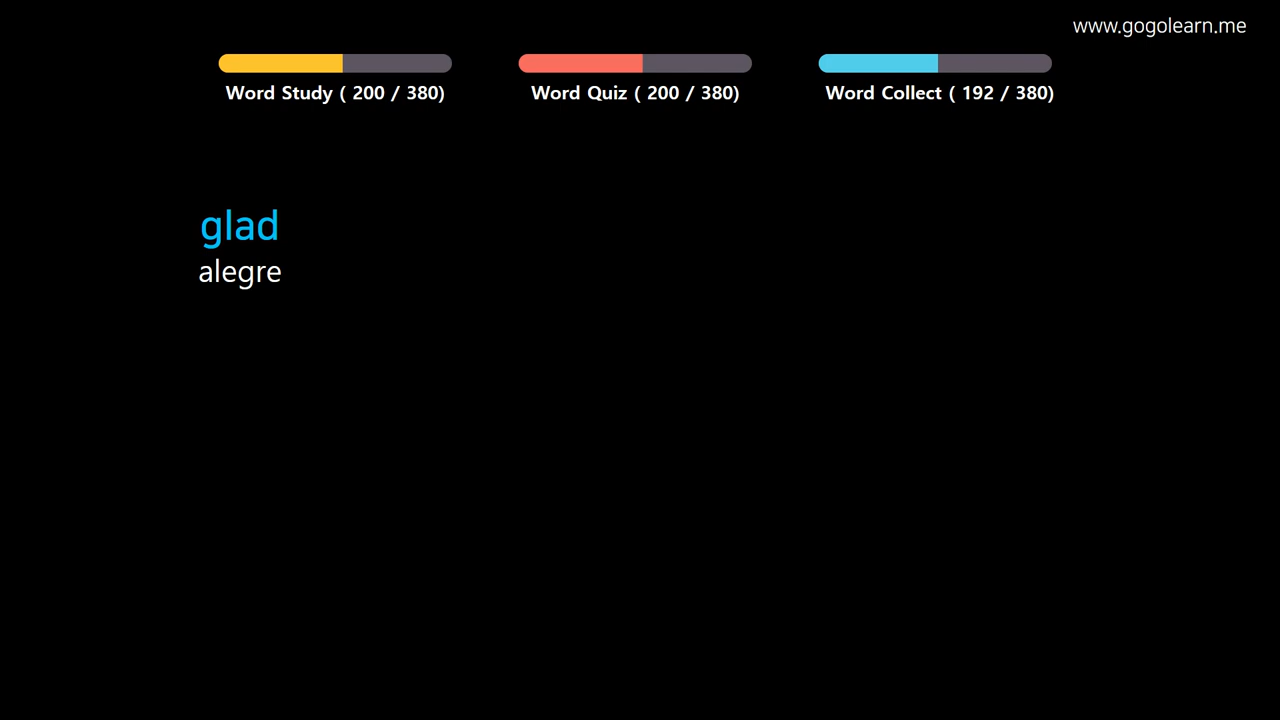 www.gogolearn.me
Word Study ( 200 / 380)
Word Quiz ( 200 / 380)
Word Collect ( 192 / 380)
glad
alegre